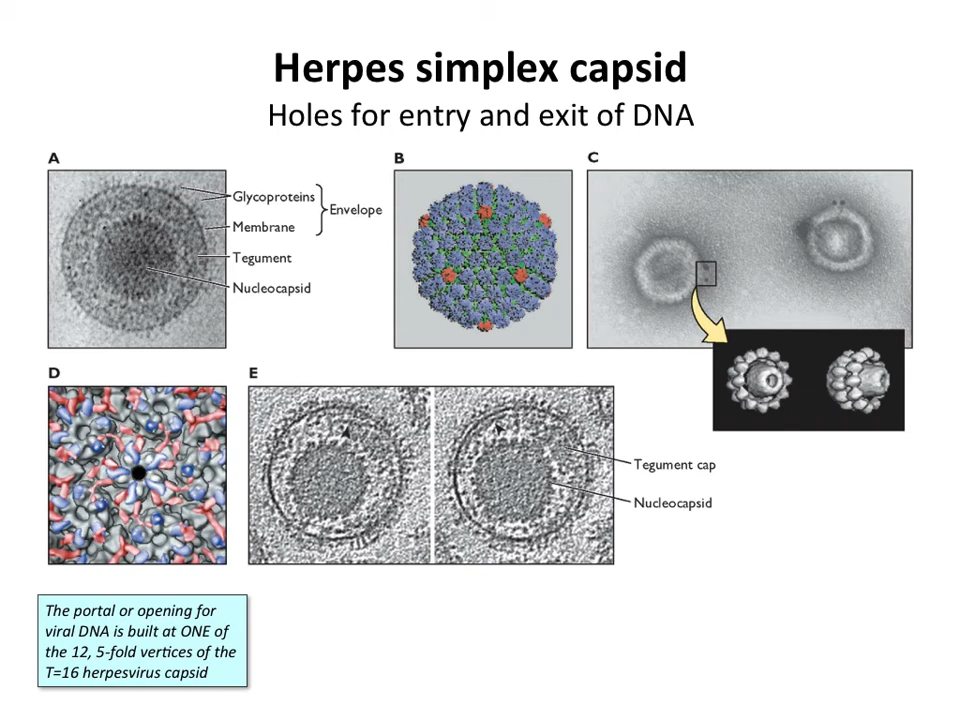 Herpes simplex capsid
Holes for entry and exit of DNA
A
Glycoproteins
Envelope
Membrane
Tegument
Nucleocapsid
B
C
D
E
Tegument cap
Nucleocapsid
The portal or opening for
viral DNA is built at ONE of
the 12, 5-fold vertices of the
T=16 herpesvirus capsid